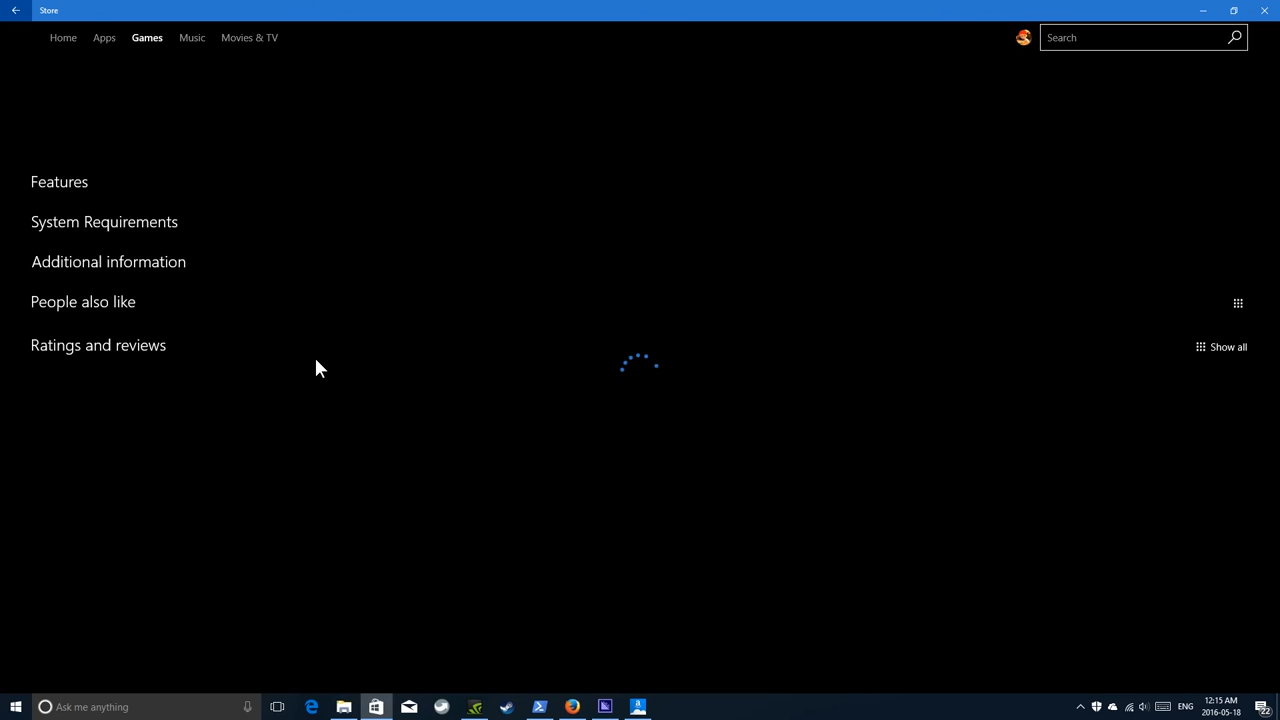 Store
Home Apps Games Music Movies & TV
Search
Features
System Requirements
Additional information
People also like
Ratings and reviews
Show all
Ask me anything
ENG
12:15 AM
2016-05-18
22